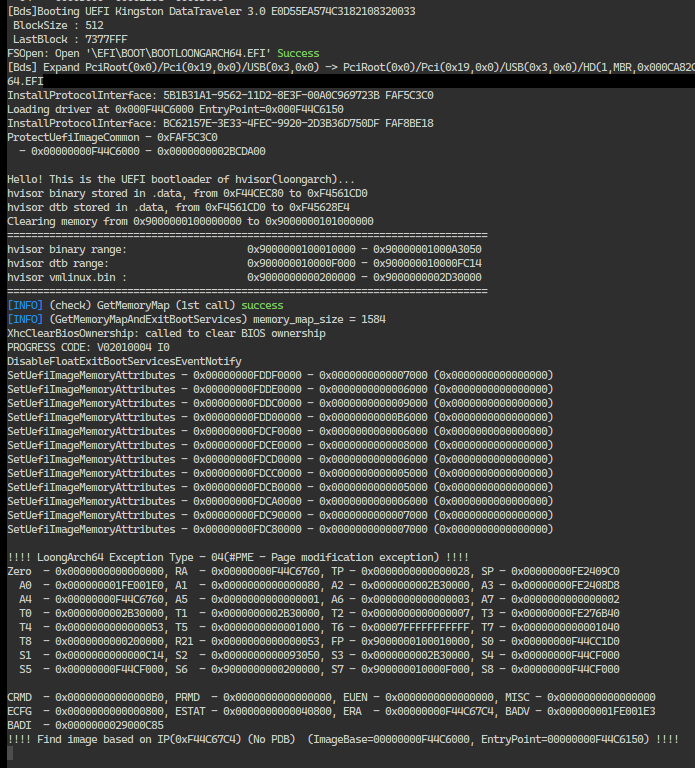 [Bds]Booting UEFI Kingston DataTraveler 3.0 E0D55EA574C3182108320033
BlockSize : 512
LastBlock : 7377FFF
FSOpen: Open '\EFI\BOOT\BOOTLOONGARCH64.EFI' Success
[Bds] Expand PciRoot(0x0)/Pci(0x19,0x0)/USB(0x3,0x0) -> PciRoot(0x0)/Pci(0x19,0x0)/USB(0x3,0x0)/HD(1,MBR,0x000CA82
64.EFI
InstallProtocolInterface: 5B1B31A1-9562-11D2-8E3F-00A0C969723B FAF5C3C0
Loading driver at 0x000F44C6000 EntryPoint=0x000F44C6150
InstallProtocolInterface: BC62157E-3E33-4FEC-9920-2D3B36D750DF FAF8BE18
ProtectUefiImageCommon - 0xFAF5C3C0
- 0x00000000F44C6000 - 0x0000000002BCDA00
Hello! This is the UEFI bootloader of hvisor(loongarch)...
hvisor binary stored in .data, from 0xF44CEC80 to 0xF4561CD0
hvisor dtb stored in .data, from 0xF4561CD0 to 0xF45628E4
Clearing memory from 0x9000000100000000 to 0x9000000101000000
================================================================================
hvisor binary range: 0x9000000100010000 - 0x90000001000A3050
hvisor dtb range: 0x900000010000F000 - 0x900000010000FC14
hvisor vmlinux.bin : 0x9000000000200000 - 0x9000000002D30000
================================================================================
[INFO] (check) GetMemoryMap (1st call) success
[INFO] (GetMemoryMapAndExitBootServices) memory_map_size = 1584
XhcClearBiosOwnership: called to clear BIOS ownership
PROGRESS CODE: V02010004 I0
DisableFloatExitBootServicesEventNotify
SetUefiImageMemoryAttributes - 0x00000000FDDF0000 - 0x0000000000007000 (0x0000000000000000)
SetUefiImageMemoryAttributes - 0x00000000FDDE0000 - 0x0000000000006000 (0x0000000000000000)
SetUefiImageMemoryAttributes - 0x00000000FDDC0000 - 0x0000000000009000 (0x0000000000000000)
SetUefiImageMemoryAttributes - 0x00000000FDD00000 - 0x00000000000B6000 (0x0000000000000000)
SetUefiImageMemoryAttributes - 0x00000000FDCF0000 - 0x0000000000006000 (0x0000000000000000)
SetUefiImageMemoryAttributes - 0x00000000FDCE0000 - 0x0000000000008000 (0x0000000000000000)
SetUefiImageMemoryAttributes - 0x00000000FDCD0000 - 0x0000000000006000 (0x0000000000000000)
SetUefiImageMemoryAttributes - 0x00000000FDCC0000 - 0x0000000000005000 (0x0000000000000000)
SetUefiImageMemoryAttributes - 0x00000000FDCB0000 - 0x0000000000005000 (0x0000000000000000)
SetUefiImageMemoryAttributes - 0x00000000FDCA0000 - 0x0000000000006000 (0x0000000000000000)
SetUefiImageMemoryAttributes - 0x00000000FDC90000 - 0x0000000000007000 (0x0000000000000000)
SetUefiImageMemoryAttributes - 0x00000000FDC80000 - 0x0000000000007000 (0x0000000000000000)
!!!! LoongArch64 Exception Type - 04(#PME - Page modification exception) !!!!
Zero - 0x0000000000000000, RA - 0x00000000F44C6760, TP - 0x0000000000000028, SP - 0x00000000FE2409C0
A0 - 0x000000001FE001E0, A1 - 0x0000000000000080, A2 - 0x0000000002B30000, A3 - 0x00000000FE2408D8
A4 - 0x00000000F44C6760, A5 - 0x0000000000000001, A6 - 0x0000000000000003, A7 - 0x0000000000000002
T0 - 0x0000000002B30000, T1 - 0x0000000002B38000, T2 - 0x0000000000000007, T3 - 0x00000000FE276B40
T4 - 0x0000000000000053, T5 - 0x0000000000001000, T6 - 0x00007FFFFFFFFFFF, T7 - 0x0000000000001040
T8 - 0x0000000000200000, R21 - 0x0000000000000053, FP - 0x9000000100010000, S0 - 0x00000000F44CC1D0
S1 - 0x0000000000000C14, S2 - 0x0000000000093050, S3 - 0x0000000002B30000, S4 - 0x00000000F44CF000
S5 - 0x00000000F44CF000, S6 - 0x9000000000200000, S7 - 0x900000010000F000, S8 - 0x00000000F44CF000
CRMD - 0x00000000000000B0, PRMD - 0x0000000000000000, EUEN - 0x0000000000000000, MISC - 0x0000000000000000
ECFG - 0x0000000000000800, ESTAT - 0x0000000000040800, ERA - 0x00000000F44C67C4, BADV - 0x000000001FE001E3
BADI - 0x0000000029000C85
!!!! Find image based on IP(0xF44C67C4) (No PDB) (ImageBase=00000000F44C6000, EntryPoint=00000000F44C6150) !!!!